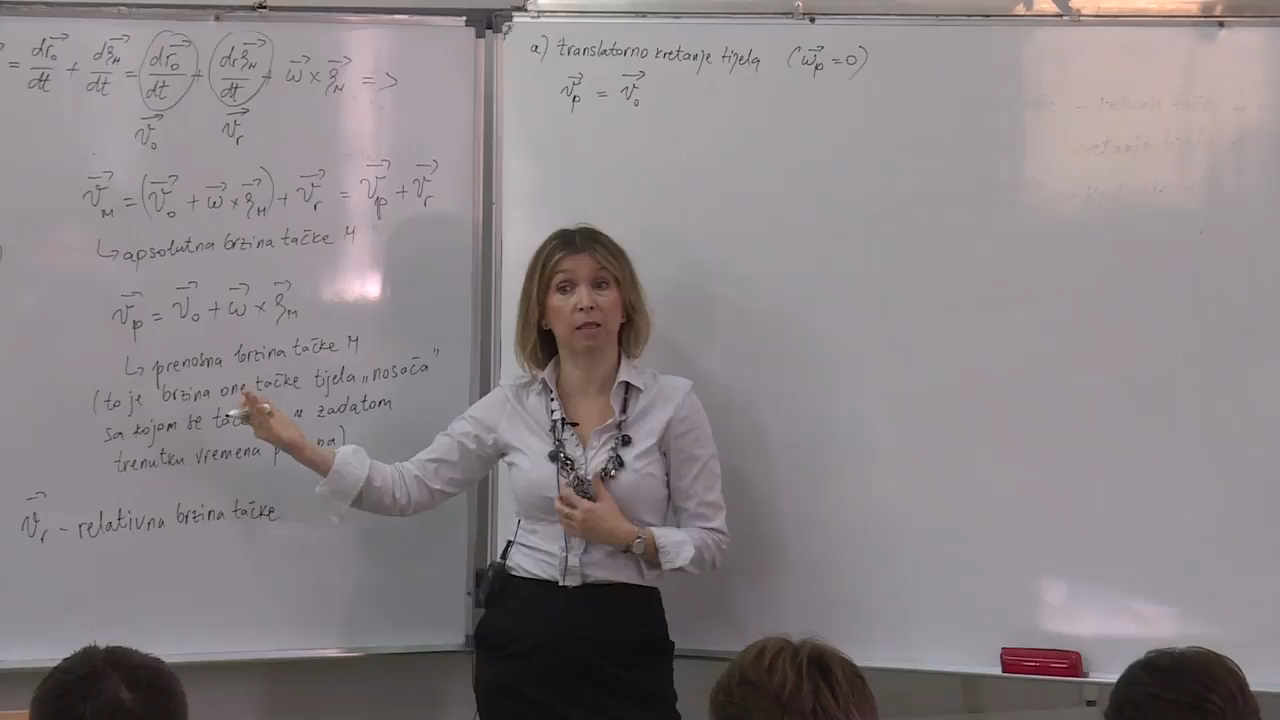 = dr₀⃗/dt + dρ_M⃗/dt = dr₀⃗/dt + d_rρ_M⃗/dt + ω⃗ × ρ_M⃗ =>
v₀⃗ v_r⃗
v_M⃗ = (v₀⃗ + ω⃗ × ρ_M⃗) + v_r⃗ = v_p⃗ + v_r⃗
↳ apsolutna brzina tačke M
v_p⃗ = v₀⃗ + ω⃗ × ρ_M⃗
↳ prenosna brzina tačke M
(to je brzina one tačke tijela „nosača"
sa kojom se u zadatom
trenutku vremena
v_r⃗ - relativna brzina tačke
a) translatorno kretanje tijela (ω_p⃗ = 0)
v_p⃗ = v₀⃗